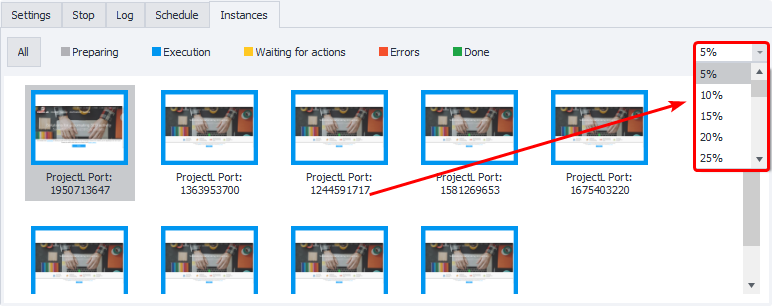 Settings Stop Log Schedule Instances
All Preparing Execution Waiting for actions Errors Done 5%
5%
10%
15%
20%
25%
ProjectL Port: ProjectL Port: ProjectL Port: ProjectL Port: ProjectL Port:
1950713647 1363953700 1244591717 1581269653 1675403220